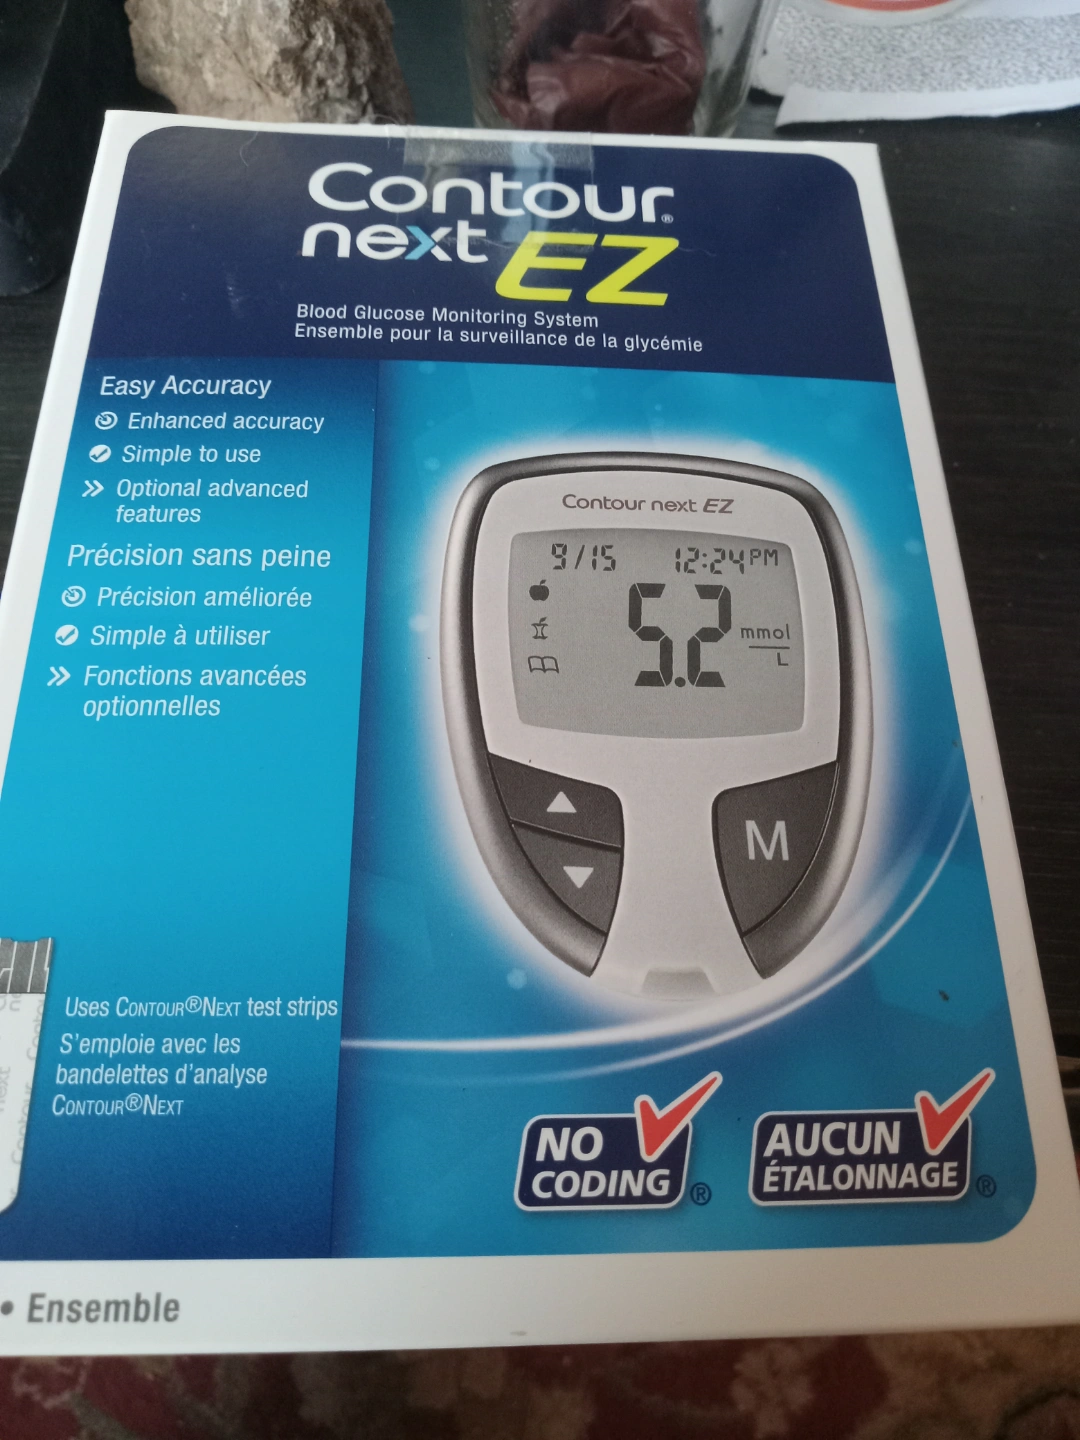 Contour®
next EZ
Blood Glucose Monitoring System
Ensemble pour la surveillance de la glycémie
Easy Accuracy
Enhanced accuracy
Simple to use
Optional advanced
features
Précision sans peine
Précision améliorée
Simple à utiliser
Fonctions avancées
optionnelles
Contour next EZ
9/15 12:24 PM
5.2 mmol
L
M
Uses CONTOUR®NEXT test strips
S'emploie avec les
bandelettes d'analyse
CONTOUR®NEXT
NO
CODING®
AUCUN
ÉTALONNAGE®
• Ensemble